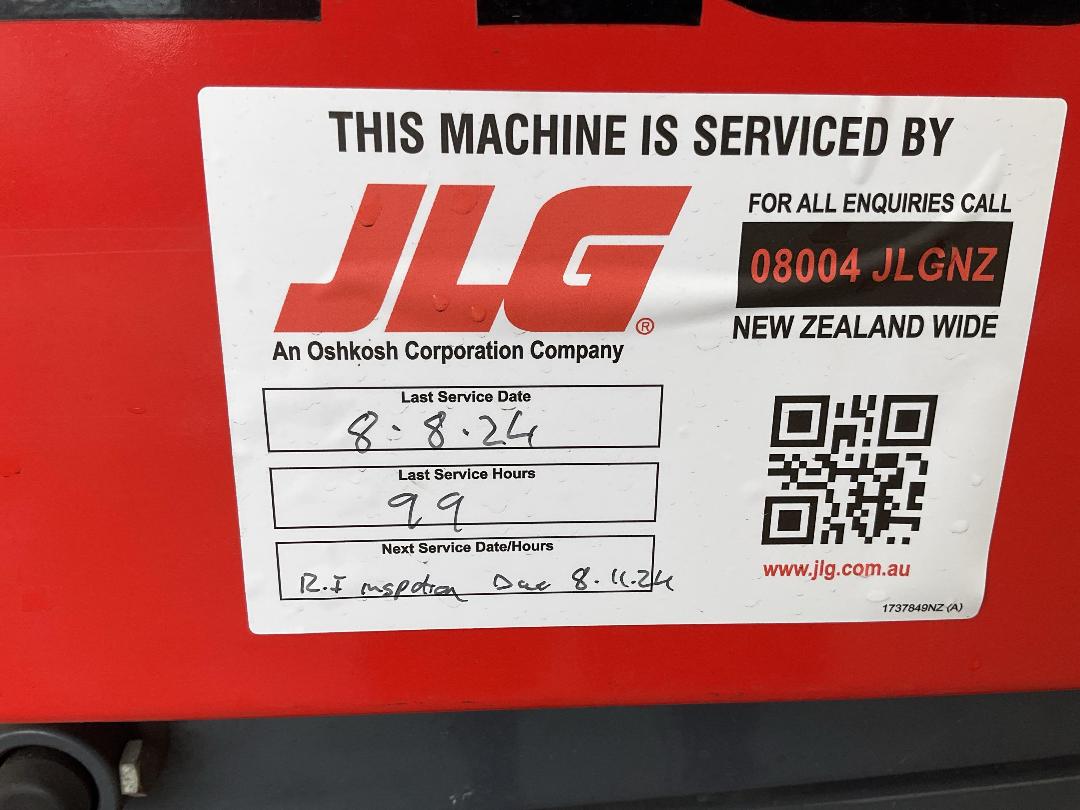 THIS MACHINE IS SERVICED BY
JLG®
An Oshkosh Corporation Company
FOR ALL ENQUIRIES CALL
08004 JLGNZ
NEW ZEALAND WIDE
Last Service Date
8.8.24
Last Service Hours
99
Next Service Date/Hours
R.I inspection Due 8.11.24
www.jlg.com.au
1737849NZ (A)